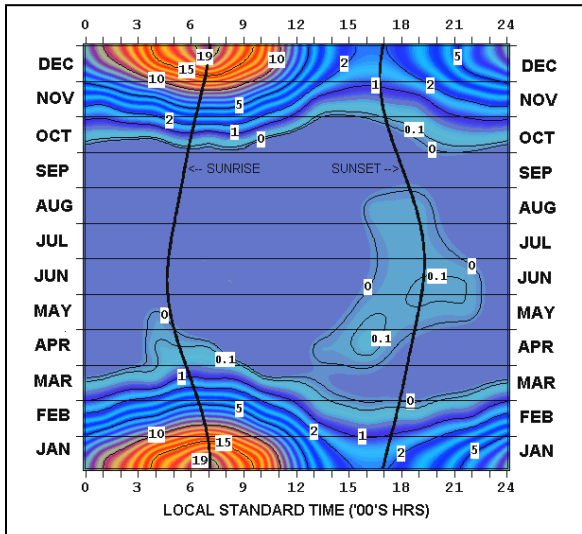 0 3 6 9 12 15 18 21 24
DEC 10 15 19 10 2 1 2 5 DEC
NOV 2 5 1 NOV
OCT 1 0 0.1 0 OCT
SEP <-- SUNRISE SUNSET --> SEP
AUG AUG
JUL 0 JUL
JUN 0 0.1 JUN
MAY 0 MAY
APR 0.1 0.1 APR
MAR 1 0 MAR
FEB 5 2 FEB
JAN 10 15 19 1 2 5 JAN
0 3 6 9 12 15 18 21 24
LOCAL STANDARD TIME ('00'S HRS)